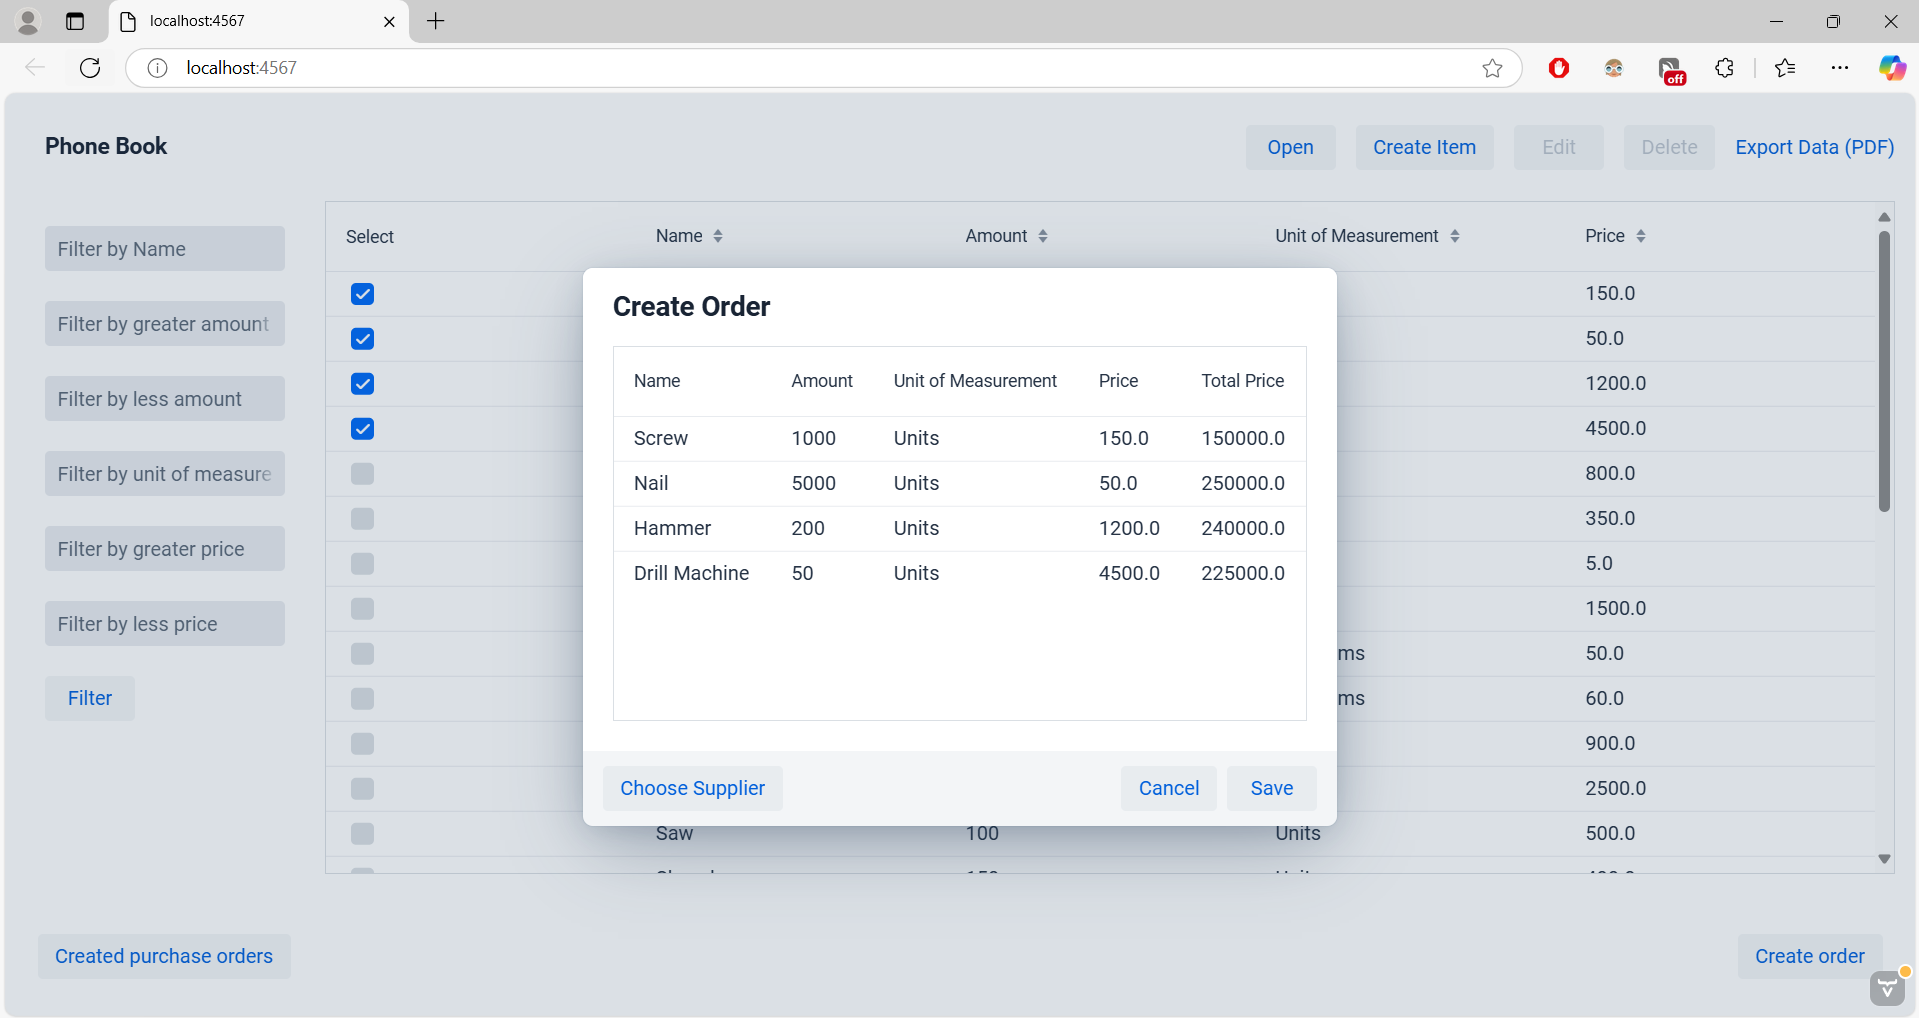 localhost:4567
localhost:4567
off
Phone Book
Open Create Item Edit Delete Export Data (PDF)
Filter by Name
Filter by greater amount
Filter by less amount
Filter by unit of measure
Filter by greater price
Filter by less price
Filter
Select Name Amount Unit of Measurement Price
150.0
50.0
1200.0
4500.0
800.0
350.0
5.0
1500.0
ms 50.0
ms 60.0
900.0
2500.0
Saw 100 Units 500.0
Create Order
Name Amount Unit of Measurement Price Total Price
Screw 1000 Units 150.0 150000.0
Nail 5000 Units 50.0 250000.0
Hammer 200 Units 1200.0 240000.0
Drill Machine 50 Units 4500.0 225000.0
Choose Supplier Cancel Save
Created purchase orders Create order